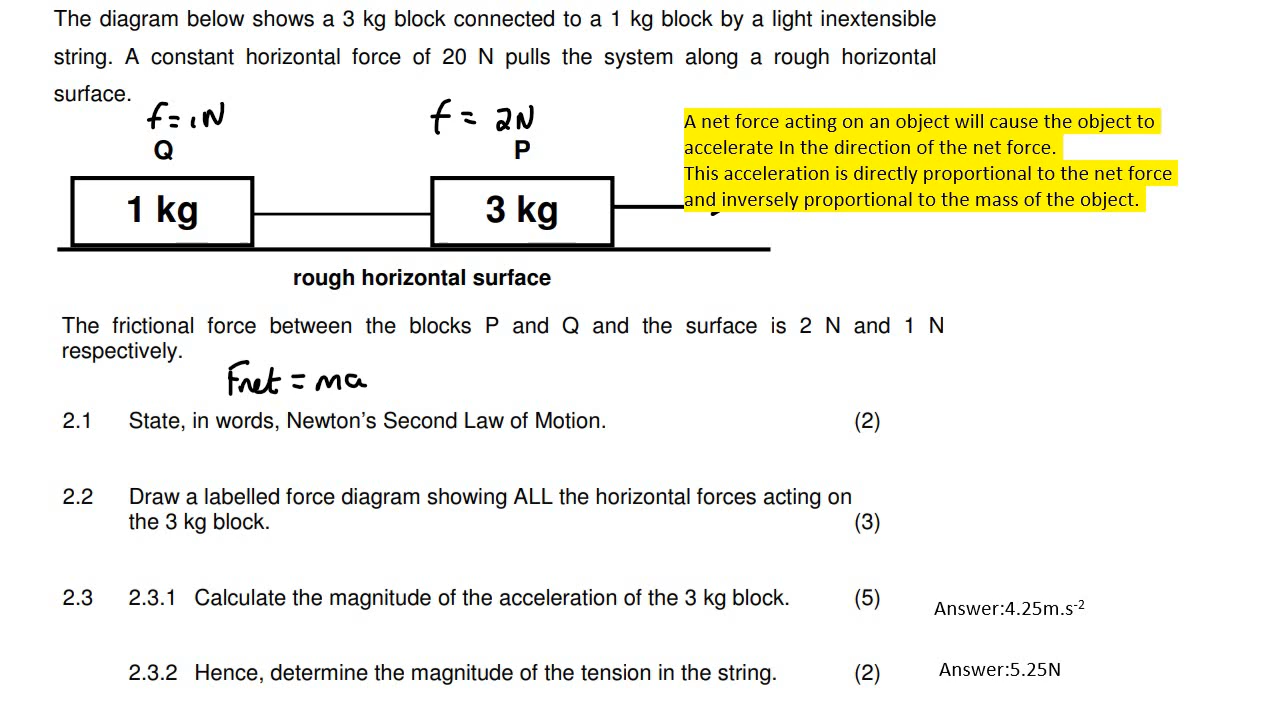 The diagram below shows a 3 kg block connected to a 1 kg block by a light inextensible
string. A constant horizontal force of 20 N pulls the system along a rough horizontal
surface.
f=1N
f = 2N
Q
P
1 kg
3 kg
A net force acting on an object will cause the object to
accelerate In the direction of the net force.
This acceleration is directly proportional to the net force
and inversely proportional to the mass of the object.
rough horizontal surface
The frictional force between the blocks P and Q and the surface is 2 N and 1 N
respectively.
Fnet = ma
2.1 State, in words, Newton's Second Law of Motion. (2)
2.2 Draw a labelled force diagram showing ALL the horizontal forces acting on
the 3 kg block. (3)
2.3 2.3.1 Calculate the magnitude of the acceleration of the 3 kg block. (5)
Answer:4.25m.s⁻²
2.3.2 Hence, determine the magnitude of the tension in the string. (2)
Answer:5.25N